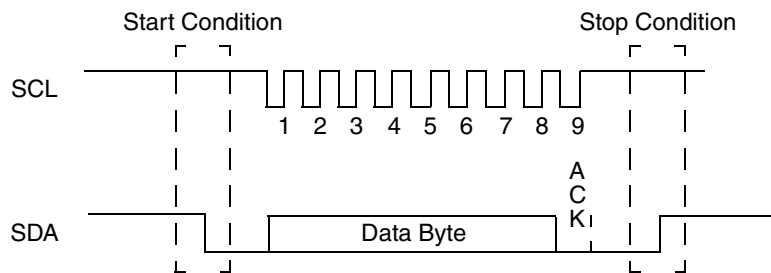 Start Condition
Stop Condition
SCL
1 2 3 4 5 6 7 8 9
A
C
K
SDA
Data Byte